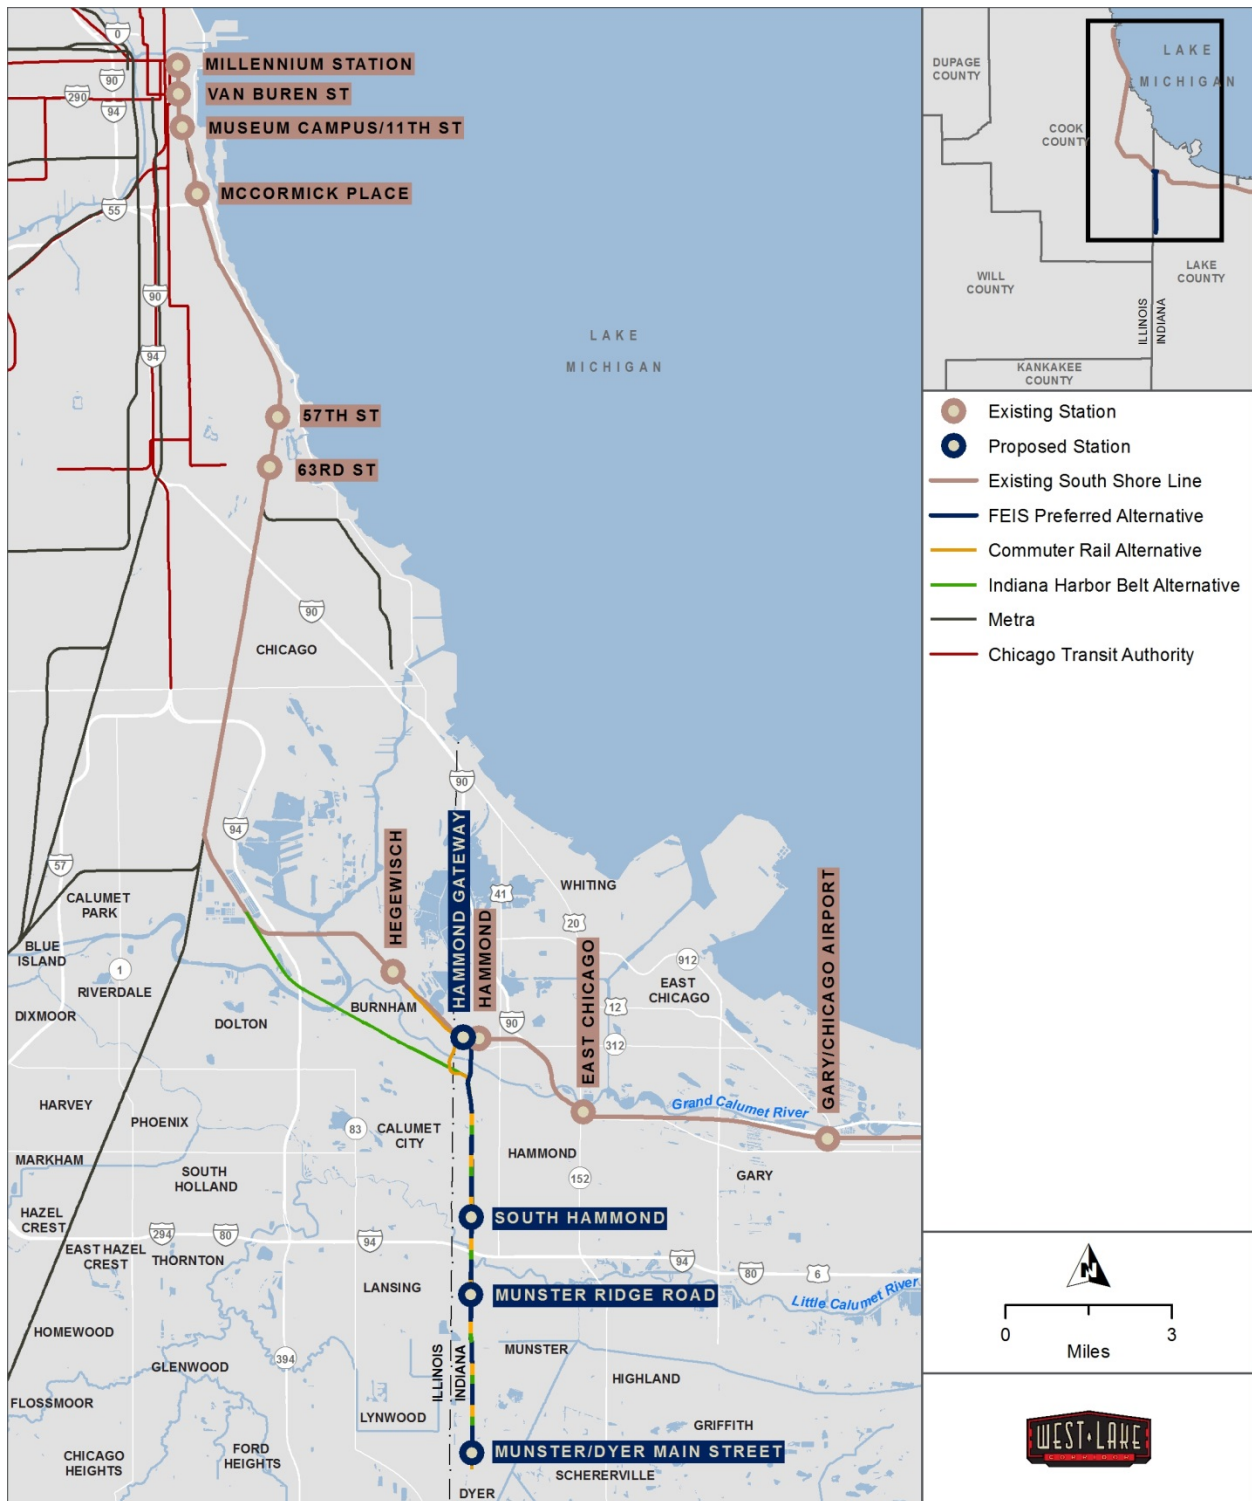 0
90
290
94
MILLENNIUM STATION
VAN BUREN ST
MUSEUM CAMPUS/11TH ST
MCCORMICK PLACE
55
90
94
LAKE
MICHIGAN
57TH ST
63RD ST
90
CHICAGO
90
94
57
CALUMET
PARK
BLUE
ISLAND
1
RIVERDALE
DIXMOOR
DOLTON
HEGEWISCH
BURNHAM
HAMMOND GATEWAY
HAMMOND
41
WHITING
20
EAST CHICAGO
912
EAST
CHICAGO
12
90
312
GARY/CHICAGO AIRPORT
Grand Calumet River
HARVEY
PHOENIX
83
CALUMET
CITY
HAMMOND
MARKHAM
SOUTH
HOLLAND
152
GARY
HAZEL
CREST
SOUTH HAMMOND
294
80
94
EAST HAZEL
CREST
THORNTON
94
80
6
LANSING
MUNSTER RIDGE ROAD
Little Calumet River
HOMEWOOD
GLENWOOD
394
ILLINOIS
INDIANA
MUNSTER
HIGHLAND
FLOSSMOOR
LYNWOOD
GRIFFITH
CHICAGO
HEIGHTS
FORD
HEIGHTS
MUNSTER/DYER MAIN STREET
SCHERERVILLE
DYER
DUPAGE
COUNTY
LAKE
MICHIGAN
COOK
COUNTY
WILL
COUNTY
LAKE
COUNTY
ILLINOIS
INDIANA
KANKAKEE
COUNTY
Existing Station
Proposed Station
Existing South Shore Line
FEIS Preferred Alternative
Commuter Rail Alternative
Indiana Harbor Belt Alternative
Metra
Chicago Transit Authority
N
0
3
Miles
WEST LAKE